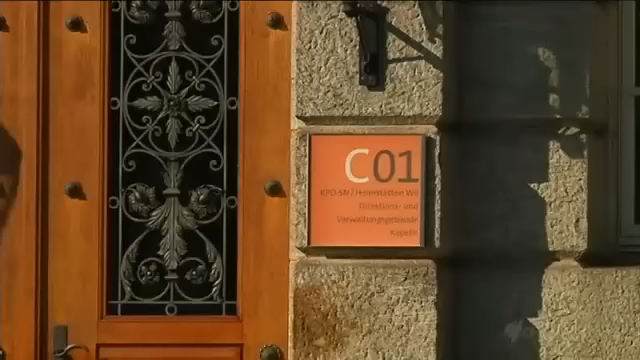 C01
KPD-SN / Heimstätten Wil
Direktions- und
Verwaltungsgebäude
Kapelle